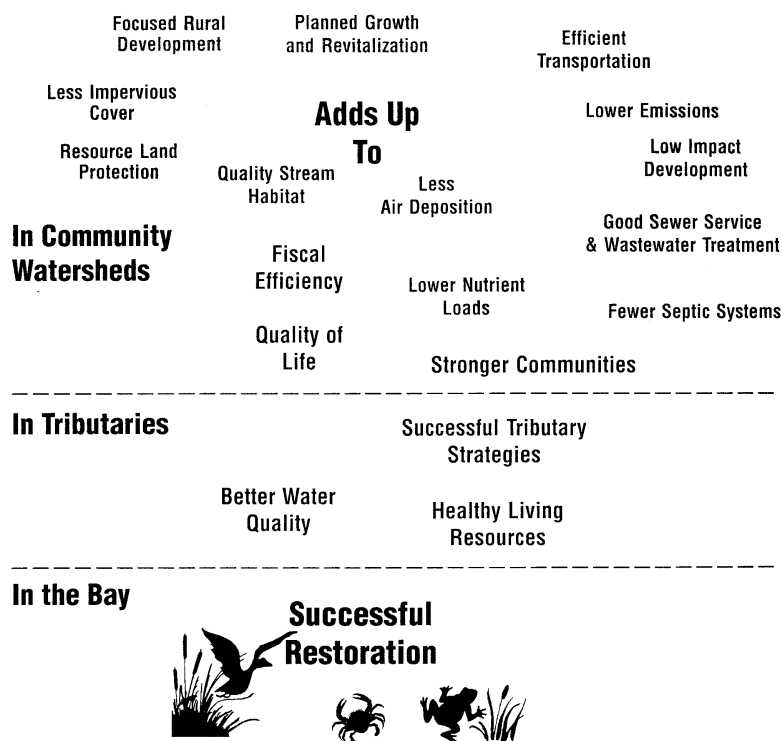 Focused Rural
Development
Planned Growth
and Revitalization
Efficient
Transportation
Less Impervious
Cover
Adds Up
To
Lower Emissions
Resource Land
Protection
Quality Stream
Habitat
Less
Air Deposition
Low Impact
Development
In Community
Watersheds
Fiscal
Efficiency
Good Sewer Service
& Wastewater Treatment
Lower Nutrient
Loads
Fewer Septic Systems
Quality of
Life
Stronger Communities
In Tributaries
Successful Tributary
Strategies
Better Water
Quality
Healthy Living
Resources
In the Bay
Successful
Restoration